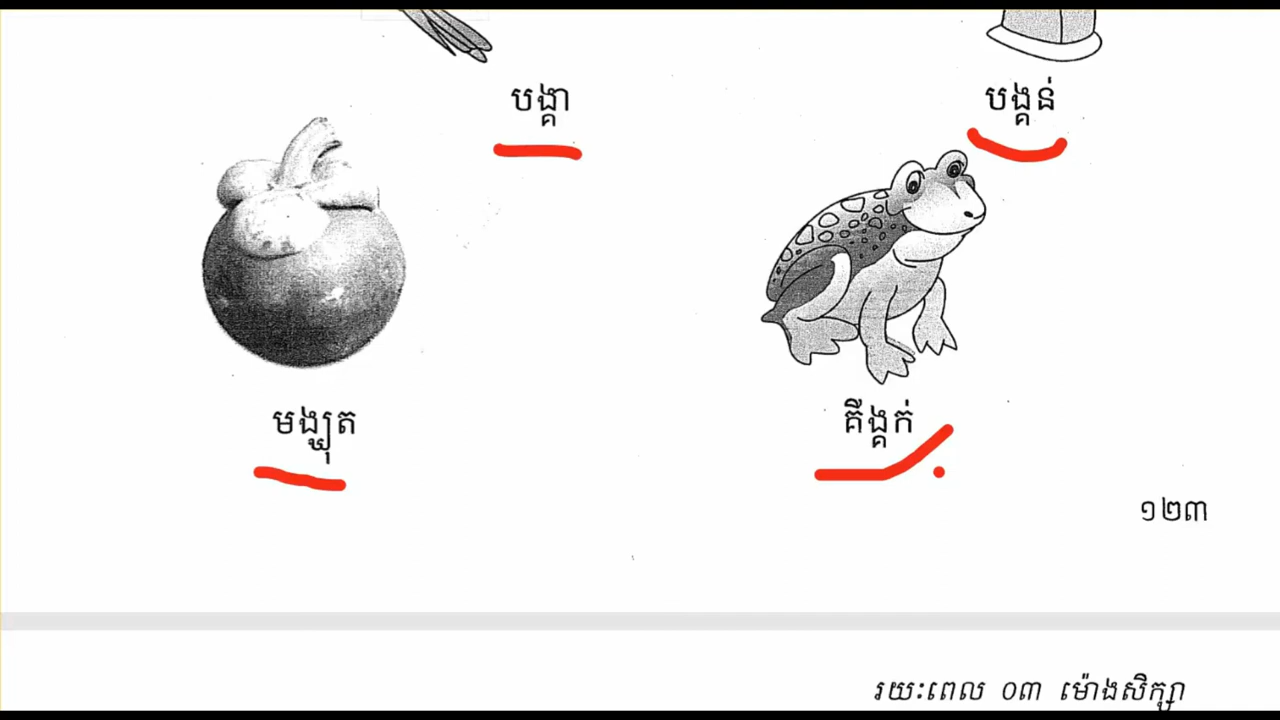 បង្គា
បង្គន់
មង្ឃុត
គីង្គក់
១២៣
រយៈពេល ០៣ ម៉ោងសិក្សា